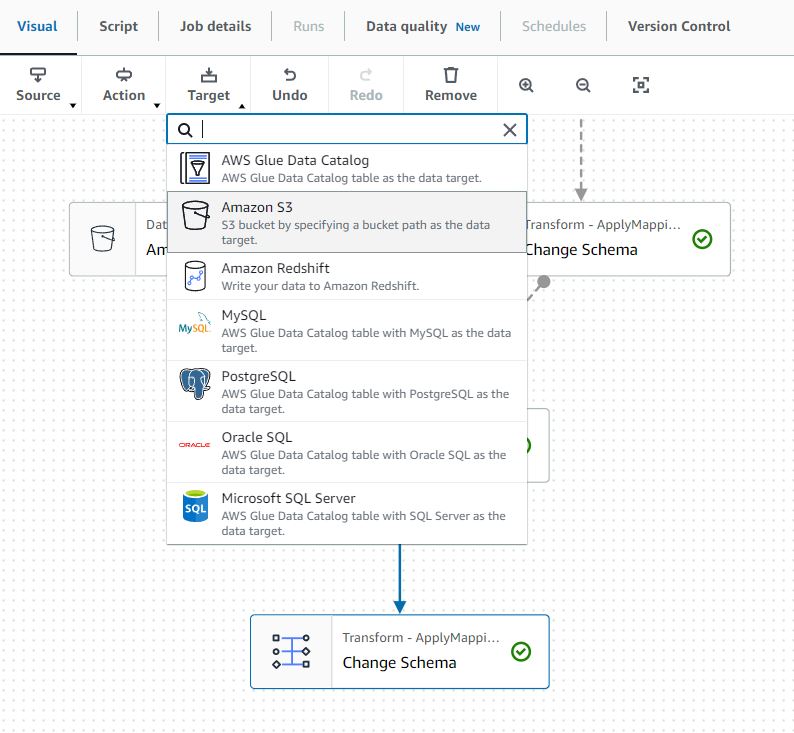 Visual Script Job details Runs Data quality New Schedules Version Control
Source Action Target Undo Redo Remove
AWS Glue Data Catalog
AWS Glue Data Catalog table as the data target.
Amazon S3
S3 bucket by specifying a bucket path as the data
target.
Amazon Redshift
Write your data to Amazon Redshift.
MySQL
MySQL
AWS Glue Data Catalog table with MySQL as the data
target.
PostgreSQL
AWS Glue Data Catalog table with PostgreSQL as the
data target.
ORACLE
Oracle SQL
AWS Glue Data Catalog table with Oracle SQL as the
data target.
SQL
Microsoft SQL Server
AWS Glue Data Catalog table with SQL Server as the
data target.
Dat
Am
Transform - ApplyMappi...
Change Schema
Transform - ApplyMappi...
Change Schema